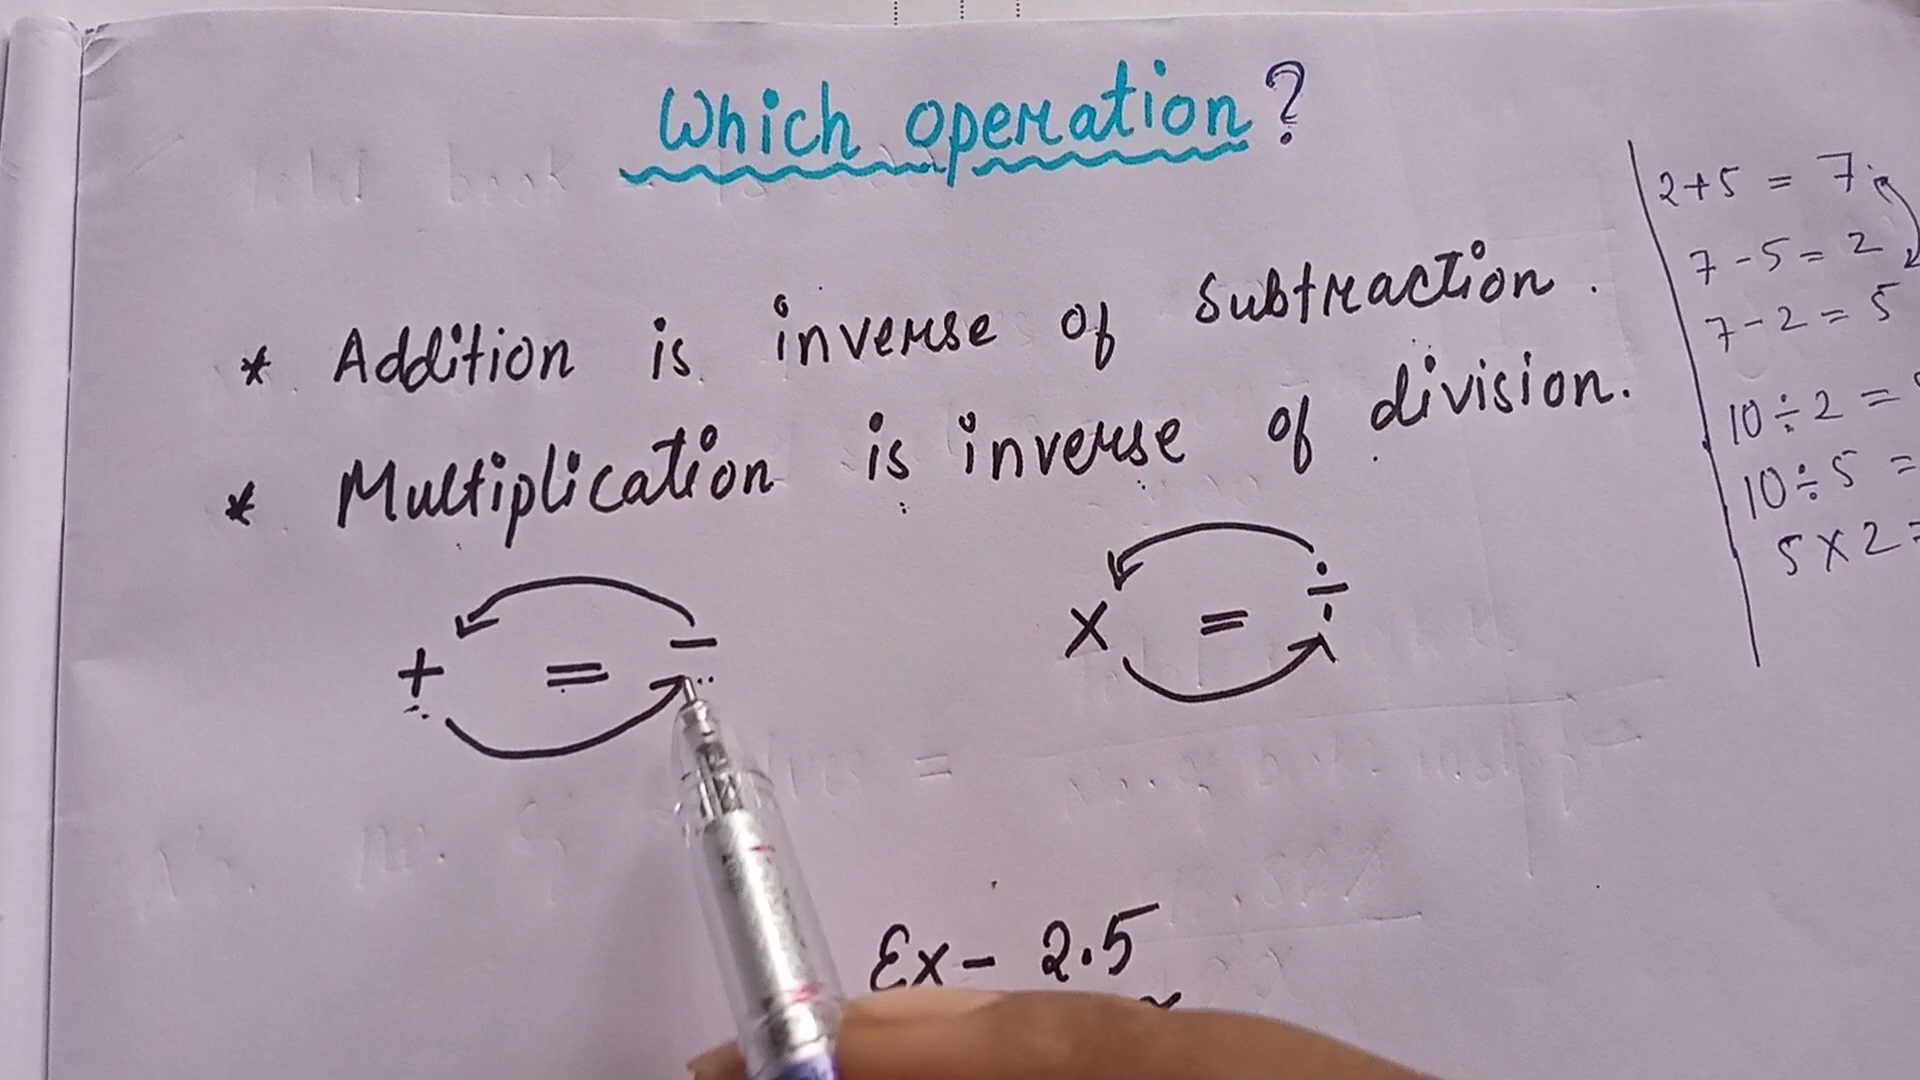 Which operation?
* Addition is inverse of subtraction.
* Multiplication is inverse of division.
+ = -
× = ÷
Ex- 2.5
2+5 = 7
7-5 = 2
7-2 = 5
10÷2 =
10÷5 =
5×2 =